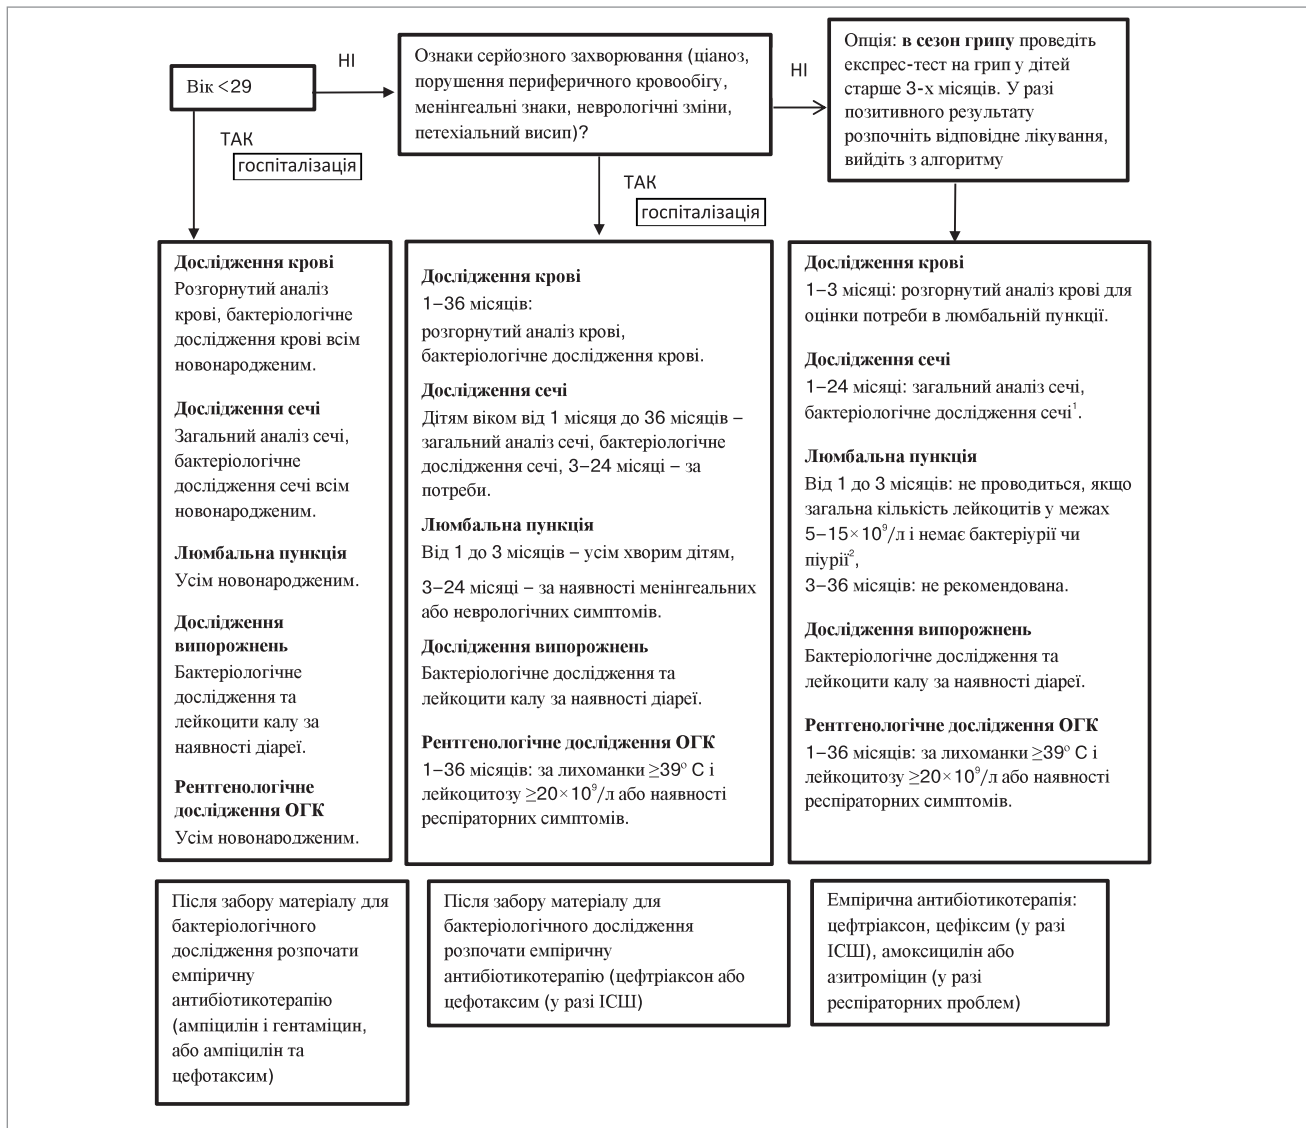 Вік <29
НІ
Ознаки серйозного захворювання (ціаноз,
порушення периферичного кровообігу,
менінгеальні знаки, неврологічні зміни,
петехіальний висип)?
НІ
Опція: в сезон грипу проведіть
експрес-тест на грип у дітей
старше 3-х місяців. У разі
позитивного результату
розпочніть відповідне лікування,
вийдіть з алгоритму
ТАК
госпіталізація
ТАК
госпіталізація
Дослідження крові
Розгорнутий аналіз
крові, бактеріологічне
дослідження крові всім
новонародженим.
Дослідження сечі
Загальний аналіз сечі,
бактеріологічне
дослідження сечі всім
новонародженим.
Люмбальна пункція
Усім новонародженим.
Дослідження
випорожнень
Бактеріологічне
дослідження та
лейкоцити калу за
наявності діареї.
Рентгенологічне
дослідження ОГК
Усім новонародженим.
Дослідження крові
1–36 місяців:
розгорнутий аналіз крові,
бактеріологічне дослідження крові.
Дослідження сечі
Дітям віком від 1 місяця до 36 місяців –
загальний аналіз сечі, бактеріологічне
дослідження сечі, 3–24 місяці – за
потреби.
Люмбальна пункція
Від 1 до 3 місяців – усім хворим дітям,
3–24 місяці – за наявності менінгеальних
або неврологічних симптомів.
Дослідження випорожнень
Бактеріологічне дослідження та
лейкоцити калу за наявності діареї.
Рентгенологічне дослідження ОГК
1–36 місяців: за лихоманки ≥39º С і
лейкоцитозу ≥20×10⁹/л або наявності
респіраторних симптомів.
Дослідження крові
1–3 місяці: розгорнутий аналіз крові для
оцінки потреби в люмбальній пункції.
Дослідження сечі
1–24 місяці: загальний аналіз сечі,
бактеріологічне дослідження сечі¹.
Люмбальна пункція
Від 1 до 3 місяців: не проводиться, якщо
загальна кількість лейкоцитів у межах
5–15×10⁹/л і немає бактеріурії чи
піурії²,
3–36 місяців: не рекомендована.
Дослідження випорожнень
Бактеріологічне дослідження та
лейкоцити калу за наявності діареї.
Рентгенологічне дослідження ОГК
1–36 місяців: за лихоманки ≥39º С і
лейкоцитозу ≥20×10⁹/л або наявності
респіраторних симптомів.
Після забору матеріалу для
бактеріологічного
дослідження розпочати
емпіричну
антибіотикотерапію
(ампіцилін і гентаміцин,
або ампіцилін та
цефотаксим)
Після забору матеріалу для
бактеріологічного дослідження
розпочати емпіричну
антибіотикотерапію (цефтріаксон або
цефотаксим (у разі ІСШ)
Емпірична антибіотикотерапія:
цефтріаксон, цефіксим (у разі
ІСШ), амоксицилін або
азитроміцин (у разі
респіраторних проблем)